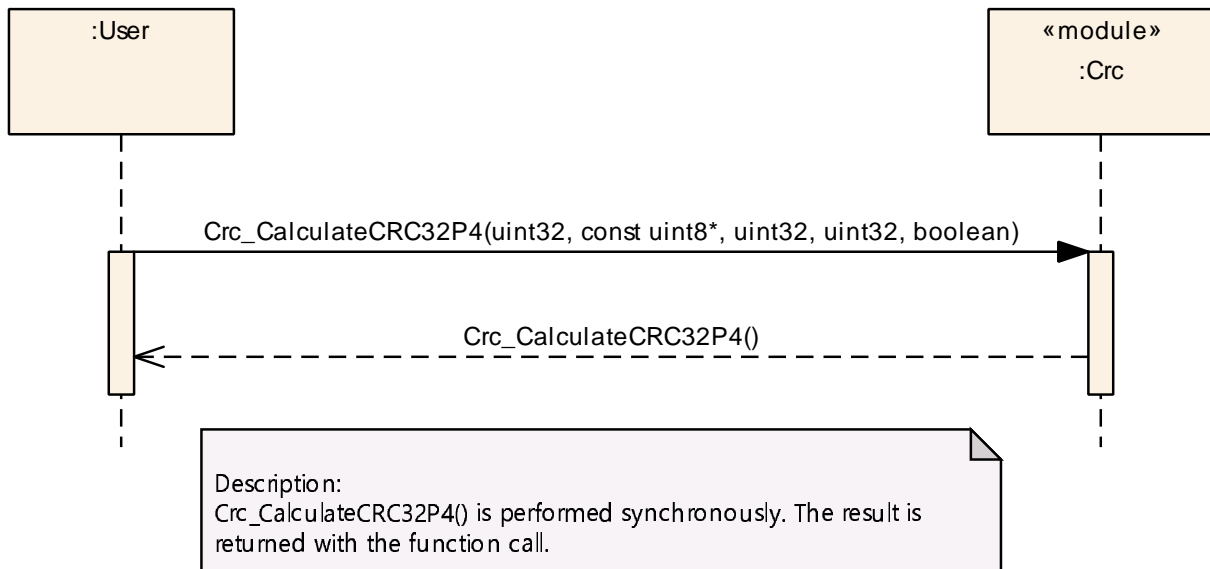 :User
«module»
:Crc
Crc_CalculateCRC32P4(uint32, const uint8*, uint32, uint32, boolean)
Crc_CalculateCRC32P4()
Description:
Crc_CalculateCRC32P4() is performed synchronously. The result is
returned with the function call.